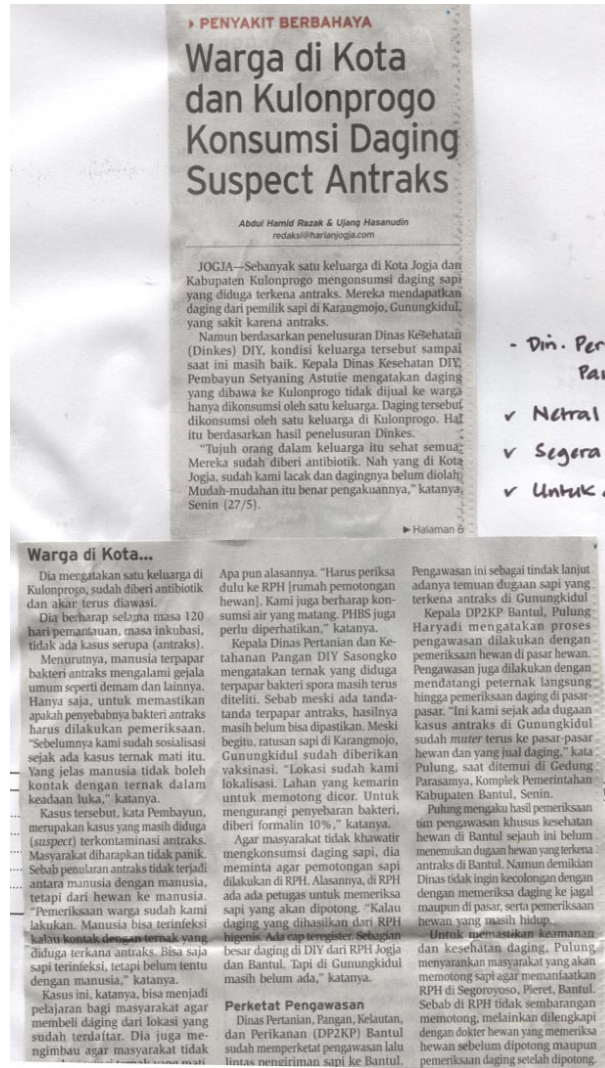 ▸ PENYAKIT BERBAHAYA
Warga di Kota
dan Kulonprogo
Konsumsi Daging
Suspect Antraks
Abdul Hamid Razak & Ujang Hasanudin
redaksi@harianjogja.com
JOGJA—Sebanyak satu keluarga di Kota Jogja dan
Kabupaten Kulonprogo mengonsumsi daging sapi
yang diduga terkena antraks. Mereka mendapatkan
daging dari pemilik sapi di Karangmojo, Gunungkidul,
yang sakit karena antraks.
Namun berdasarkan penelusuran Dinas Kesehatan
(Dinkes) DIY, kondisi keluarga tersebut sampai
saat ini masih baik. Kepala Dinas Kesehatan DIY,
Pembayun Setyaning Astutie mengatakan daging
yang dibawa ke Kulonprogo tidak dijual ke warga
hanya dikonsumsi oleh satu keluarga. Daging tersebut
dikonsumsi oleh satu keluarga di Kulonprogo. Hal
itu berdasarkan hasil penelusuran Dinkes.
"Tujuh orang dalam keluarga itu sehat semua.
Mereka sudah diberi antibiotik. Nah yang di Kota
Jogja, sudah kami lacak dan dagingnya belum diolah.
Mudah-mudahan itu benar pengakuannya," katanya,
Senin (27/5).
▸ Halaman 6
- Din. Per
Pa
✓ Netral
✓ Segera
✓ Untuk
Warga di Kota...
Dia mengatakan satu keluarga di
Kulonprogo, sudah diberi antibiotik
dan akar terus diawasi.
Dia berharap selama masa 120
hari pemantauan, masa inkubasi,
tidak ada kasus serupa (antraks).
Menurutnya, manusia terpapar
bakteri antraks mengalami gejala
umum seperti demam dan lainnya.
Hanya saja, untuk memastikan
apakah penyebabnya bakteri antraks
harus dilakukan pemeriksaan.
"Sebelumnya kami sudah sosialisasi
sejak ada kasus ternak mati itu.
Yang jelas manusia tidak boleh
kontak dengan ternak dalam
keadaan luka," katanya.
Kasus tersebut, kata Pembayun,
merupakan kasus yang masih diduga
(suspect) terkontaminasi antraks.
Masyarakat diharapkan tidak panik.
Sebab penularan antraks tidak terjadi
antara manusia dengan manusia,
tetapi dari hewan ke manusia.
"Pemeriksaan warga sudah kami
lakukan. Manusia bisa terinfeksi
kalau kontak dengan ternak yang
diduga terkana antraks. Bisa saja
sapi terinfeksi, tetapi belum tentu
dengan manusia," katanya.
Kasus ini, katanya, bisa menjadi
pelajaran bagi masyarakat agar
membeli daging dari lokasi yang
sudah terdaftar. Dia juga me-
ngimbau agar masyarakat tidak
Apa pun alasannya. "Harus periksa
dulu ke RPH [rumah pemotongan
hewan]. Kami juga berharap kon-
sumsi air yang matang. PHBS juga
perlu diperhatikan," katanya.
Kepala Dinas Pertanian dan Ke-
tahanan Pangan DIY Sasongko
mengatakan ternak yang diduga
terpapar bakteri spora masih terus
diteliti. Sebab meski ada tanda-
tanda terpapar antraks, hasilnya
masih belum bisa dipastikan. Meski
begitu, ratusan sapi di Karangmojo,
Gunungkidul sudah diberikan
vaksinasi. "Lokasi sudah kami
lokalisasi. Lahan yang kemarin
untuk memotong dicor. Untuk
mengurangi penyebaran bakteri,
diberi formalin 10%," katanya.
Agar masyarakat tidak khawatir
mengkonsumsi daging sapi, dia
meminta agar pemotongan sapi
dilakukan di RPH. Alasannya, di RPH
ada ada petugas untuk memeriksa
sapi yang akan dipotong. "Kalau
daging yang dihasilkan dari RPH
higenis. Ada cap teregister. Sebagian
besar daging di DIY dari RPH Jogja
dan Bantul. Tapi di Gunungkidul
masih belum ada," katanya.
Perketat Pengawasan
Dinas Pertanian, Pangan, Kelautan,
dan Perikanan (DP2KP) Bantul
sudah memperketat pengawasan lalu
lintas pengiriman sapi ke Bantul.
Pengawasan ini sebagai tindak lanjut
adanya temuan dugaan sapi yang
terkena antraks di Gunungkidul
Kepala DP2KP Bantul, Pulung
Haryadi mengatakan proses
pengawasan dilakukan dengan
pemeriksaan hewan di pasar hewan.
Pengawasan juga dilakukan dengan
mendatangi peternak langsung
hingga pemeriksaan daging di pasar-
pasar. "Ini kami sejak ada dugaan
kasus antraks di Gunungkidul
sudah muter terus ke pasar-pasar
hewan dan yang jual daging," kata
Pulung, saat ditemui di Gedung
Parasamya, Komplek Pemerintahan
Kabupaten Bantul, Senin.
Pulung mengaku hasil pemeriksaan
tim pengawasan khusus kesehatan
hewan di Bantul sejauh ini belum
menemukan dugaan hewan yang terkena
antraks di Bantul. Namun demikian
Dinas tidak ingin kecolongan dengan
dengan memeriksa daging ke jagal
maupun di pasar, serta pemeriksaan
hewan yang masih hidup.
Untuk memastikan keamanan
dan kesehatan daging, Pulung
menyarankan masyarakat yang akan
memotong sapi agar memanfaatkan
RPH di Segoroyoso, Pleret, Bantul.
Sebab di RPH tidak sembarangan
memotong, melainkan dilengkapi
dengan dokter hewan yang memeriksa
hewan sebelum dipotong maupun
pemeriksaan daging setelah dipotong.